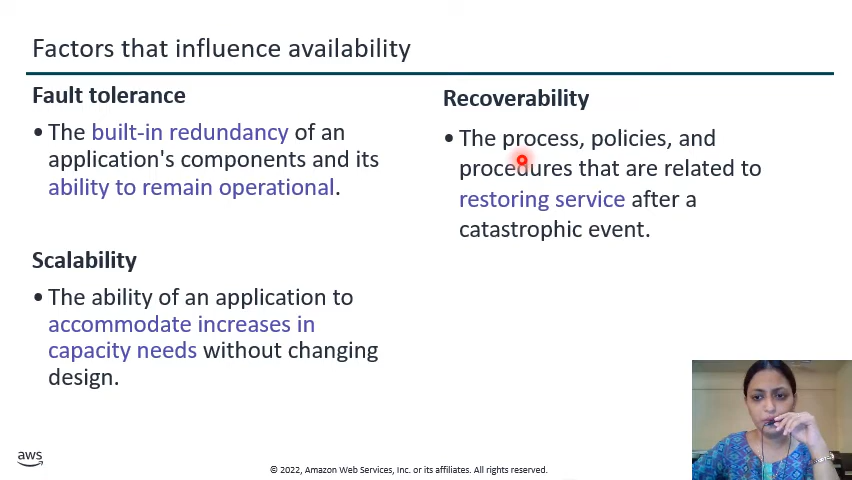 Factors that influence availability
Fault tolerance
• The built-in redundancy of an
application's components and its
ability to remain operational.
Scalability
• The ability of an application to
accommodate increases in
capacity needs without changing
design.
Recoverability
• The process, policies, and
procedures that are related to
restoring service after a
catastrophic event.
aws
© 2022, Amazon Web Services, Inc. or its affiliates. All rights reserved.